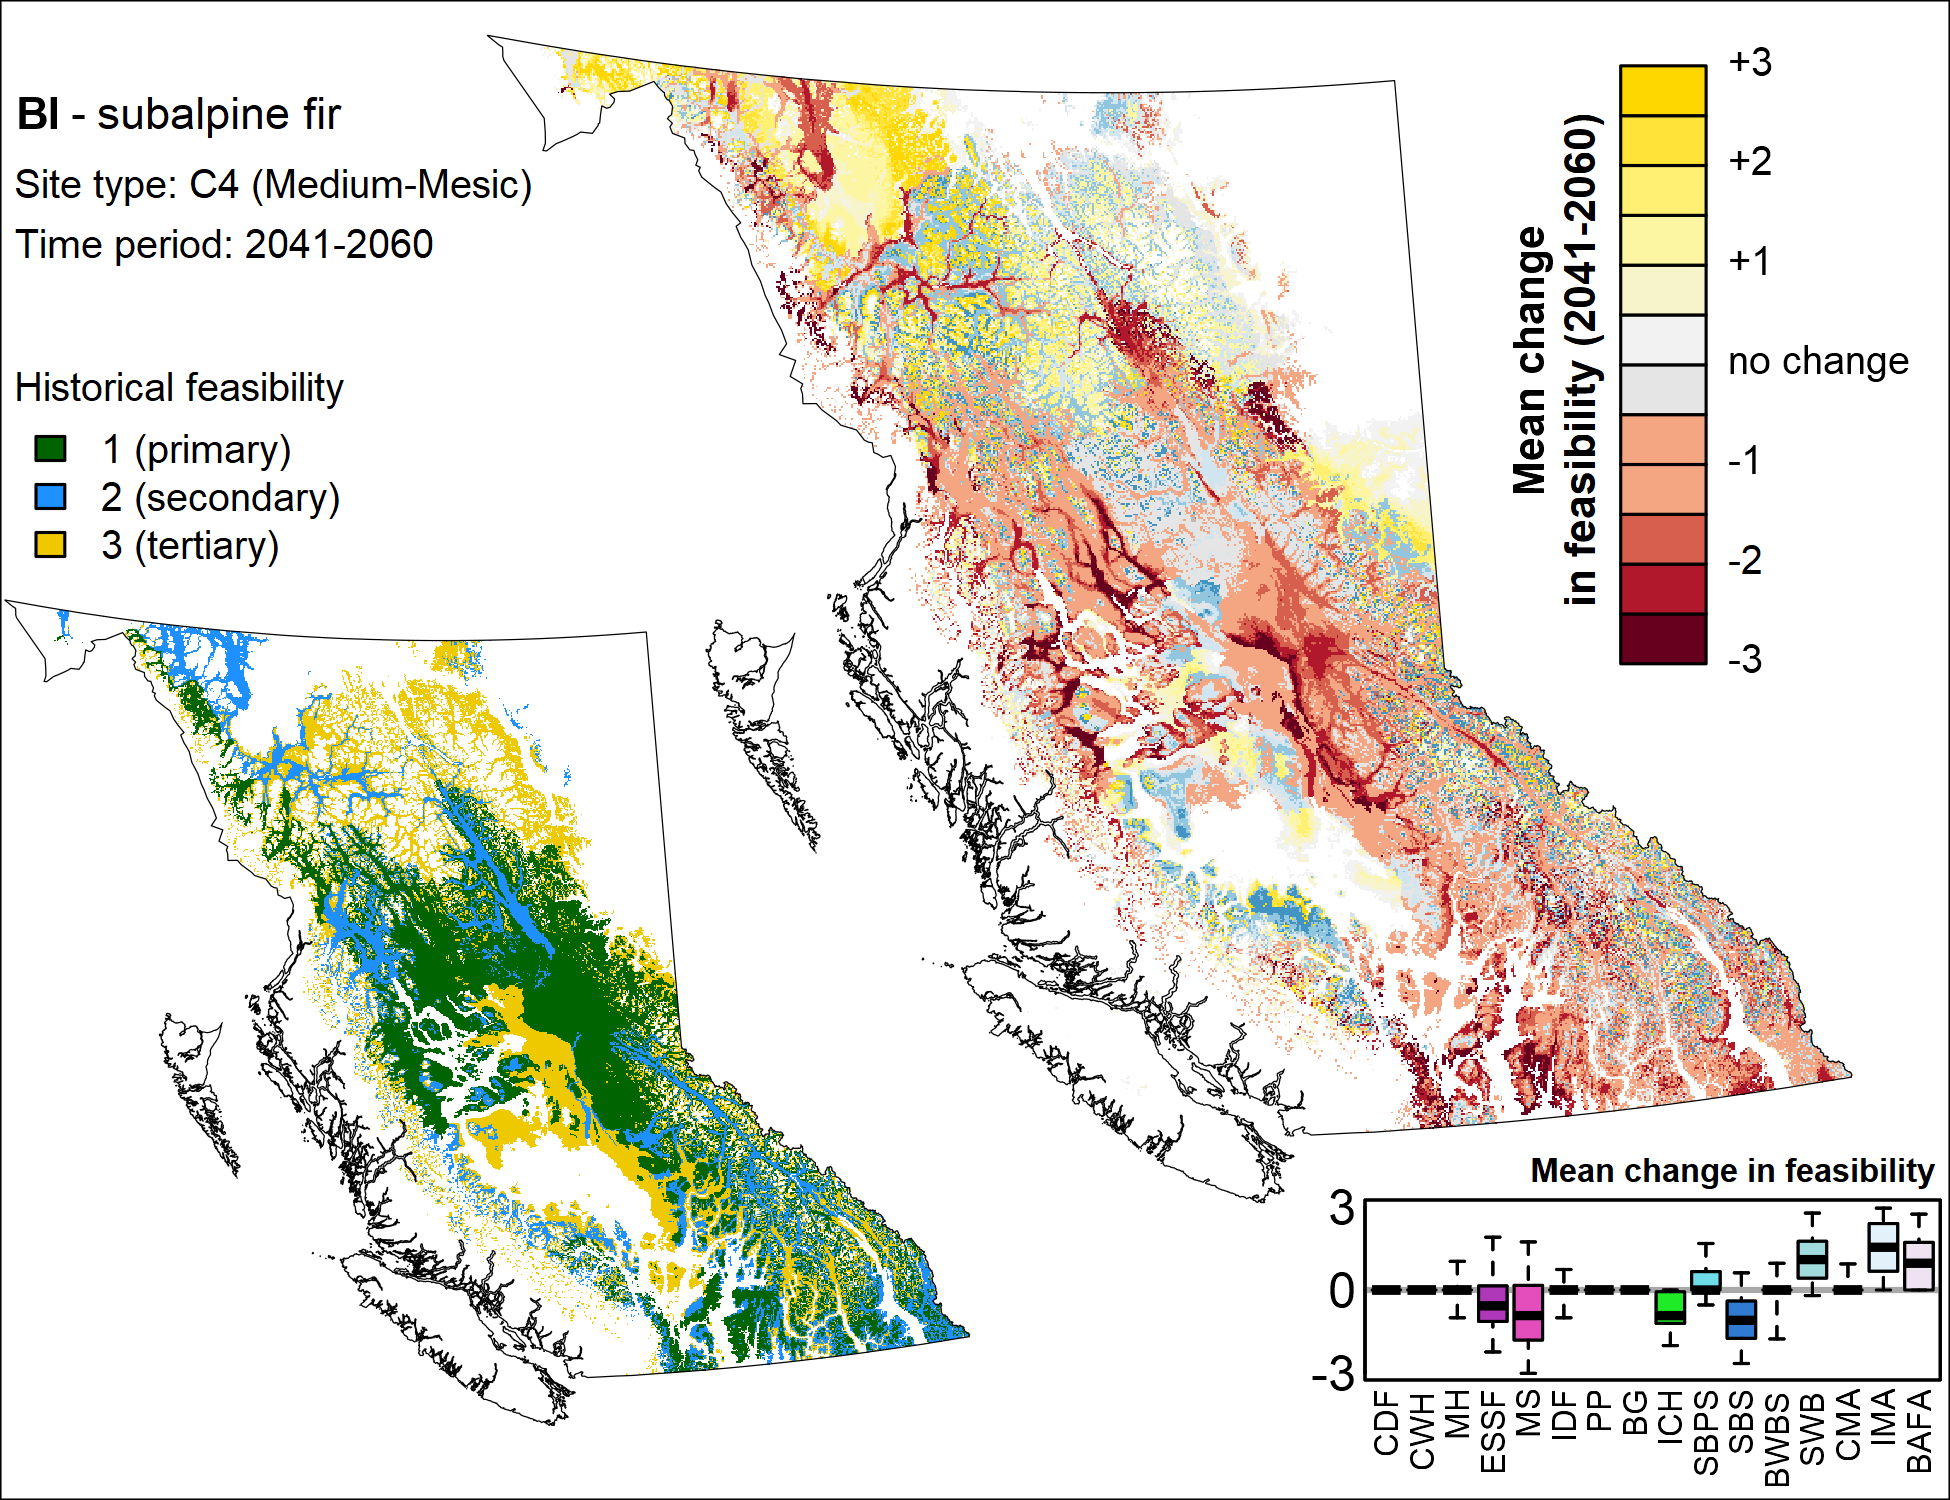 Bl - subalpine fir
Site type: C4 (Medium-Mesic)
Time period: 2041-2060
Historical feasibility
1 (primary)
2 (secondary)
3 (tertiary)
Mean change
in feasibility (2041-2060)
+3
+2
+1
no change
-1
-2
-3
Mean change in feasibility
3
0
-3
CDF
CWH
MH
ESSF
MS
IDF
PP
BG
ICH
SBPS
SBS
BWBS
SWB
CMA
IMA
BAFA